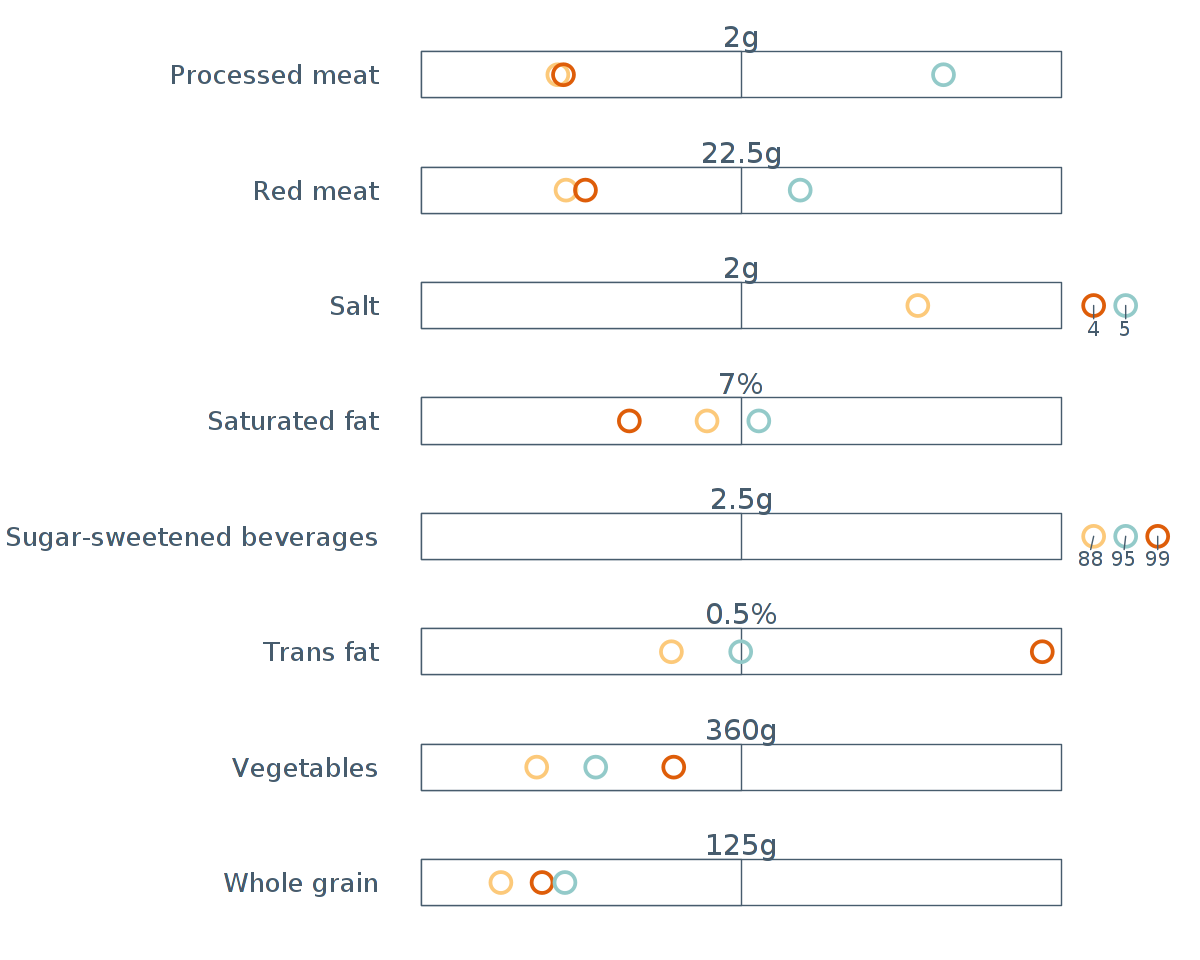 2g
Processed meat
22.5g
Red meat
2g
Salt
4 5
7%
Saturated fat
2.5g
Sugar-sweetened beverages
88 95 99
0.5%
Trans fat
360g
Vegetables
125g
Whole grain